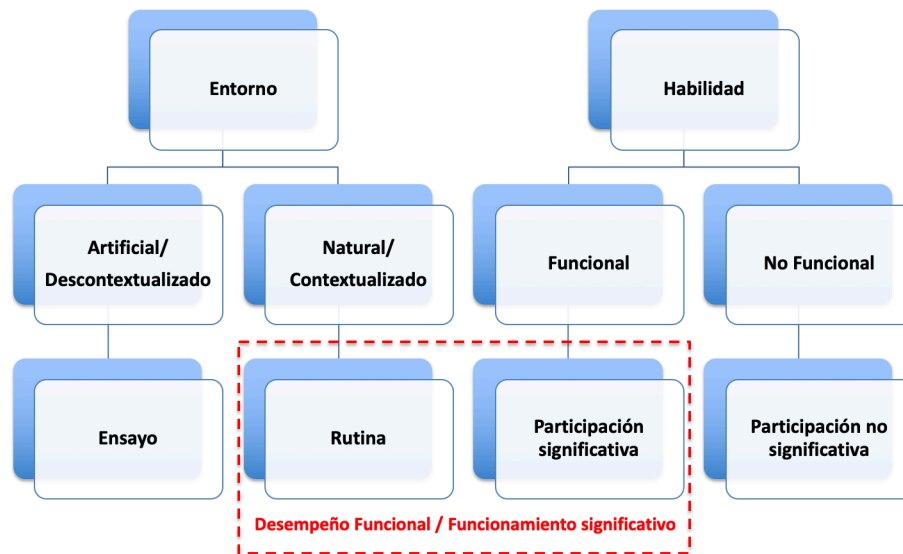 Entorno
Habilidad
Artificial/
Descontextualizado
Natural/
Contextualizado
Funcional
No Funcional
Ensayo
Rutina
Participación
significativa
Participación no
significativa
Desempeño Funcional / Funcionamiento significativo